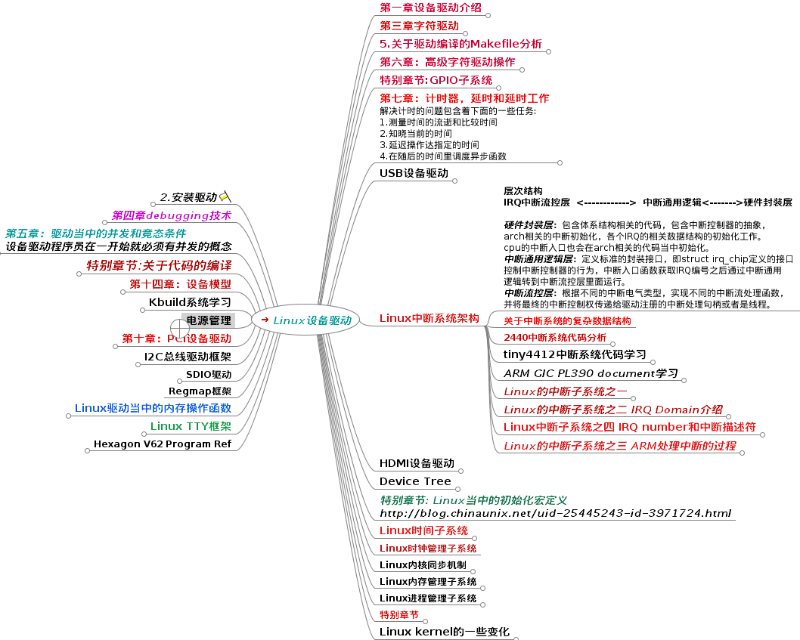 第一章设备驱动介绍
第三章字符驱动
5.关于驱动编译的Makefile分析
第六章：高级字符驱动操作
特别章节:GPIO子系统
第七章：计时器，延时和延时工作
解决计时的问题包含着下面的一些任务:
1.测量时间的流逝和比较时间
2.知晓当前的时间
3.延迟操作达指定的时间
4.在随后的时间里调度异步函数
USB设备驱动
2.安装驱动
第四章debugging技术
第五章：驱动当中的并发和竟态条件
设备驱动程序员在一开始就必须有并发的概念
特别章节:关于代码的编译
第十四章：设备模型
Kbuild系统学习
电源管理
第十章：PCI设备驱动
I2C总线驱动框架
SDIO驱动
Regmap框架
Linux驱动当中的内存操作函数
Linux TTY框架
Hexagon V62 Program Ref
Linux设备驱动
Linux中断系统架构
层次结构
IRQ中断流控层 <------------> 中断通用逻辑<------->硬件封装层
硬件封装层：包含体系结构相关的代码，包含中断控制器的抽象，
arch相关的中断初始化，各个IRQ的相关数据结构的初始化工作。
cpu的中断入口也会在arch相关的代码当中初始化。
中断通用逻辑层：定义标准的封装接口，即struct irq_chip定义的接口
控制中断控制器的行为，中断入口函数获取IRQ编号之后通过中断通用
逻辑转到中断流控层里面运行。
中断流控层：根据不同的中断电气类型，实现不同的中断流处理函数，
并将最终的中断控制权传递给驱动注册的中断处理句柄或者是线程。
关于中断系统的复杂数据结构
2440中断系统代码分析
tiny4412中断系统代码学习
ARM GIC PL390 document学习
Linux的中断子系统之一
Linux的中断子系统之二 IRQ Domain介绍
Linux中断子系统之四 IRQ number和中断描述符
Linux的中断子系统之三 ARM处理中断的过程
HDMI设备驱动
Device Tree
特别章节: Linux当中的初始化宏定义
http://blog.chinaunix.net/uid-25445243-id-3971724.html
Linux时间子系统
Linux时钟管理子系统
Linux内核同步机制
Linux内存管理子系统
Linux进程管理子系统
特别章节
Linux kernel的一些变化